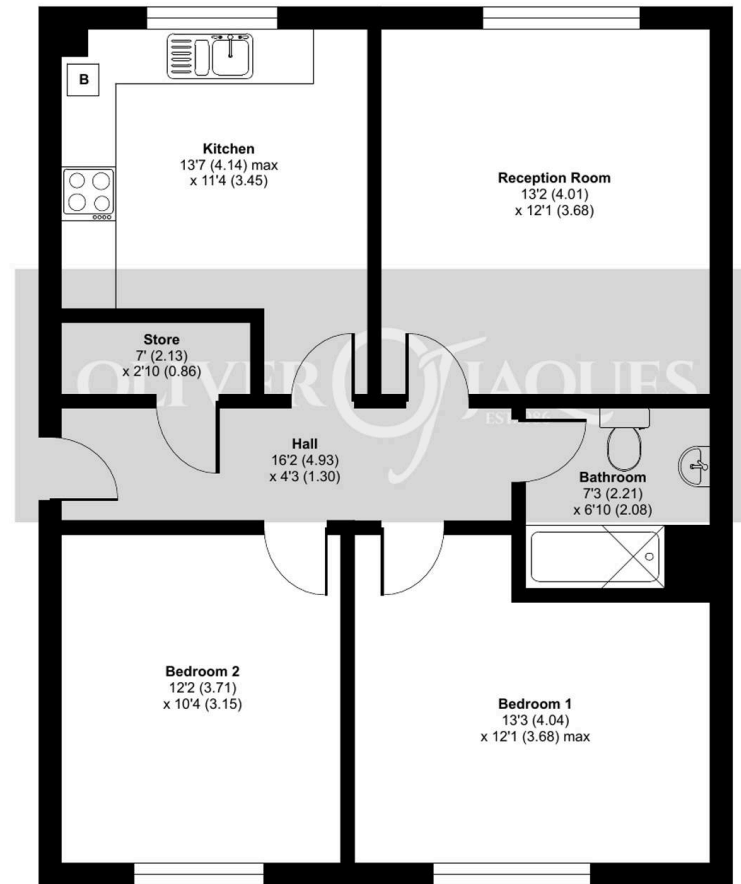 B
Kitchen
13'7 (4.14) max
x 11'4 (3.45)
Reception Room
13'2 (4.01)
x 12'1 (3.68)
Store
7' (2.13)
x 2'10 (0.86)
OLIVER JAQUES
Hall
16'2 (4.93)
x 4'3 (1.30)
Bathroom
7'3 (2.21)
x 6'10 (2.08)
Bedroom 2
12'2 (3.71)
x 10'4 (3.15)
Bedroom 1
13'3 (4.04)
x 12'1 (3.68) max